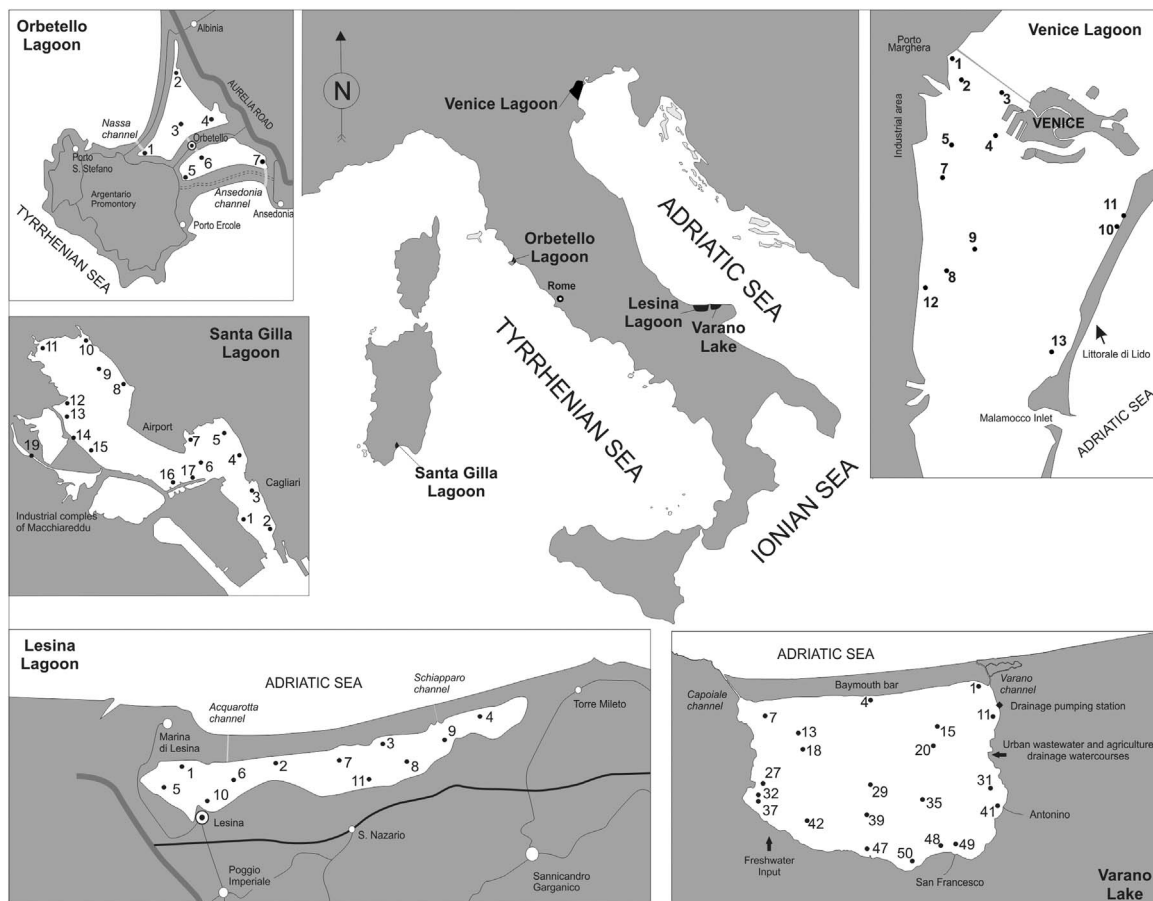 Orbetello
Lagoon
Albinia
AURELIA ROAD
2
3
4
Nassa
channel
Orbetello
1
6
5
7
Porto
S. Stefano
Argentario
Promontory
Ansedonia
channel
Ansedonia
Porto Ercole
TYRRHENIAN SEA
Santa Gilla
Lagoon
11
10
9
8
12
13
14
15
19
Airport
7
5
6
4
16
17
Cagliari
3
1
2
Industrial comples
of Macchiareddu
N
Venice Lagoon
ADRIATIC SEA
Orbetello
Lagoon
Rome
Lesina
Lagoon
Varano
Lake
TYRRHENIAN SEA
Santa Gilla
Lagoon
IONIAN SEA
Porto
Marghera
Venice Lagoon
1
2
3
VENICE
Industrial area
5
4
7
11
10
9
8
12
13
Littorale di Lido
Malamocco Inlet
ADRIATIC SEA
Lesina
Lagoon
ADRIATIC SEA
Schiapparo
channel
Acquarotta
channel
Marina
di Lesina
Torre Mileto
4
9
3
1
2
7
8
5
6
11
10
Lesina
S. Nazario
Poggio
Imperiale
Sannicandro
Garganico
ADRIATIC SEA
Capoiale
channel
Baymouth bar
Varano
channel
1
4
Drainage pumping station
7
11
13
15
18
20
Urban wastewater and agriculture
drainage watercourses
27
32
37
29
31
35
41
Antonino
42
39
47
48
49
50
Freshwater
Input
San Francesco
Varano
Lake